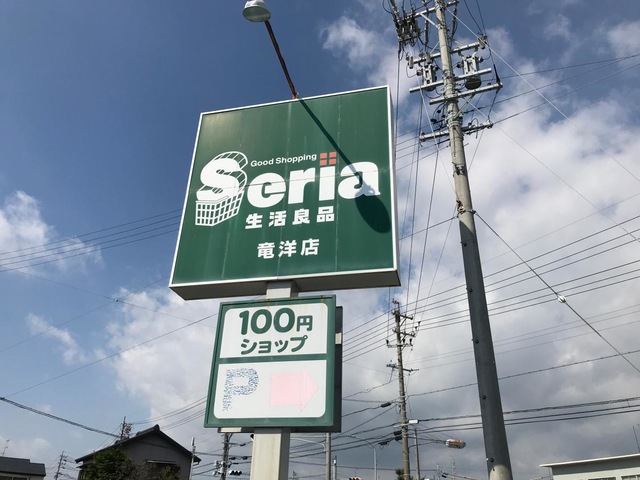 Good Shopping
Seria
生活良品
竜洋店
100円
ショップ
P